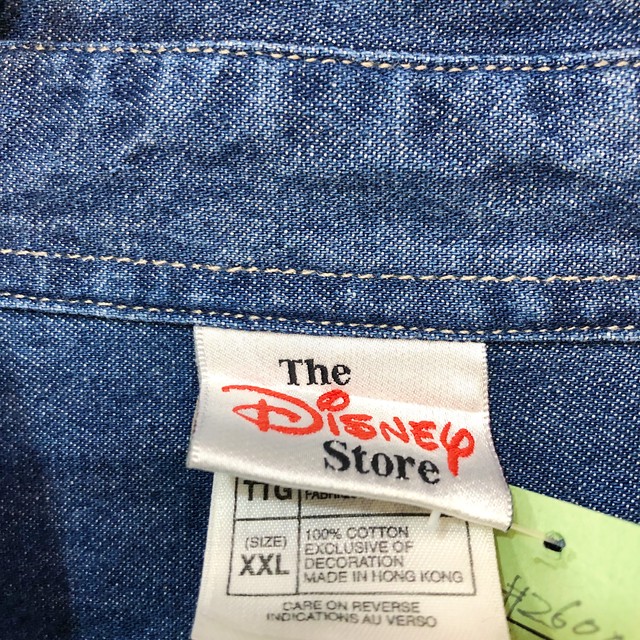 The
Disney
Store
TTG
(SIZE)
XXL
100% COTTON
EXCLUSIVE OF
DECORATION
MADE IN HONG KONG
CARE ON REVERSE
INDICATIONS AU VERSO